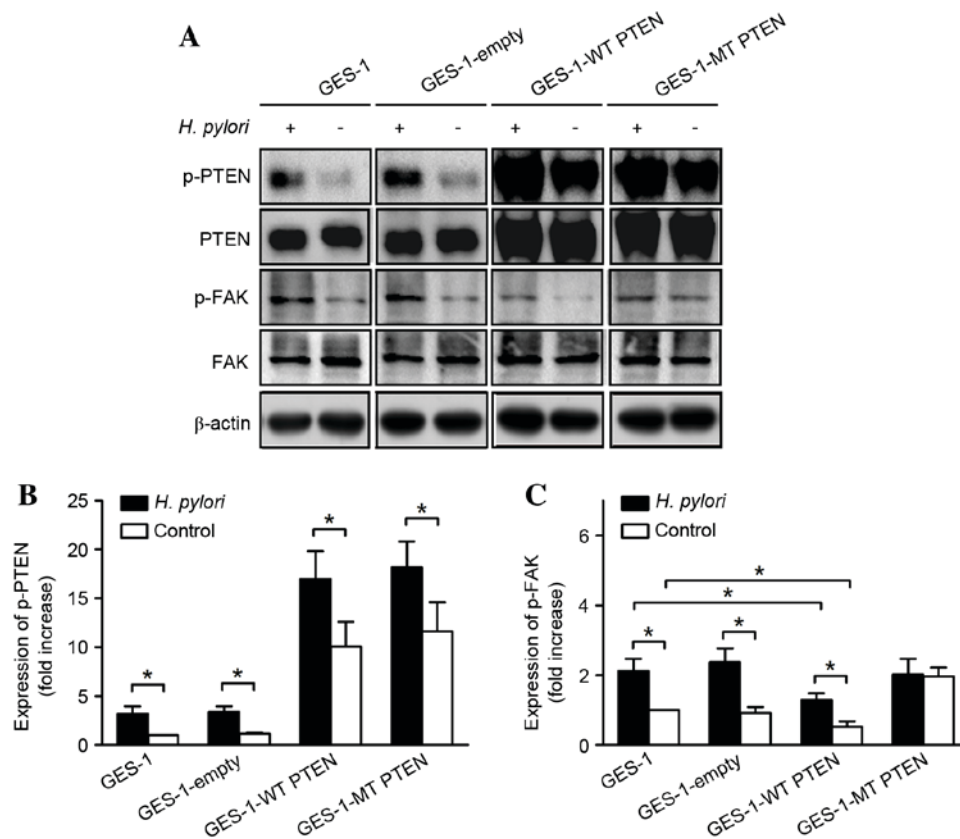 A
GES-1 GES-1-empty GES-1-WT PTEN GES-1-MT PTEN
H. pylori + - + - + - + -
p-PTEN
PTEN
p-FAK
FAK
β-actin
B
H. pylori
Control
Expression of p-PTEN
(fold increase)
25
20
15
10
5
0
* * * *
GES-1 GES-1-empty GES-1-WT PTEN GES-1-MT PTEN
C
H. pylori
Control
Expression of p-FAK
(fold increase)
6
4
2
0
*
*
* * *
GES-1 GES-1-empty GES-1-WT PTEN GES-1-MT PTEN